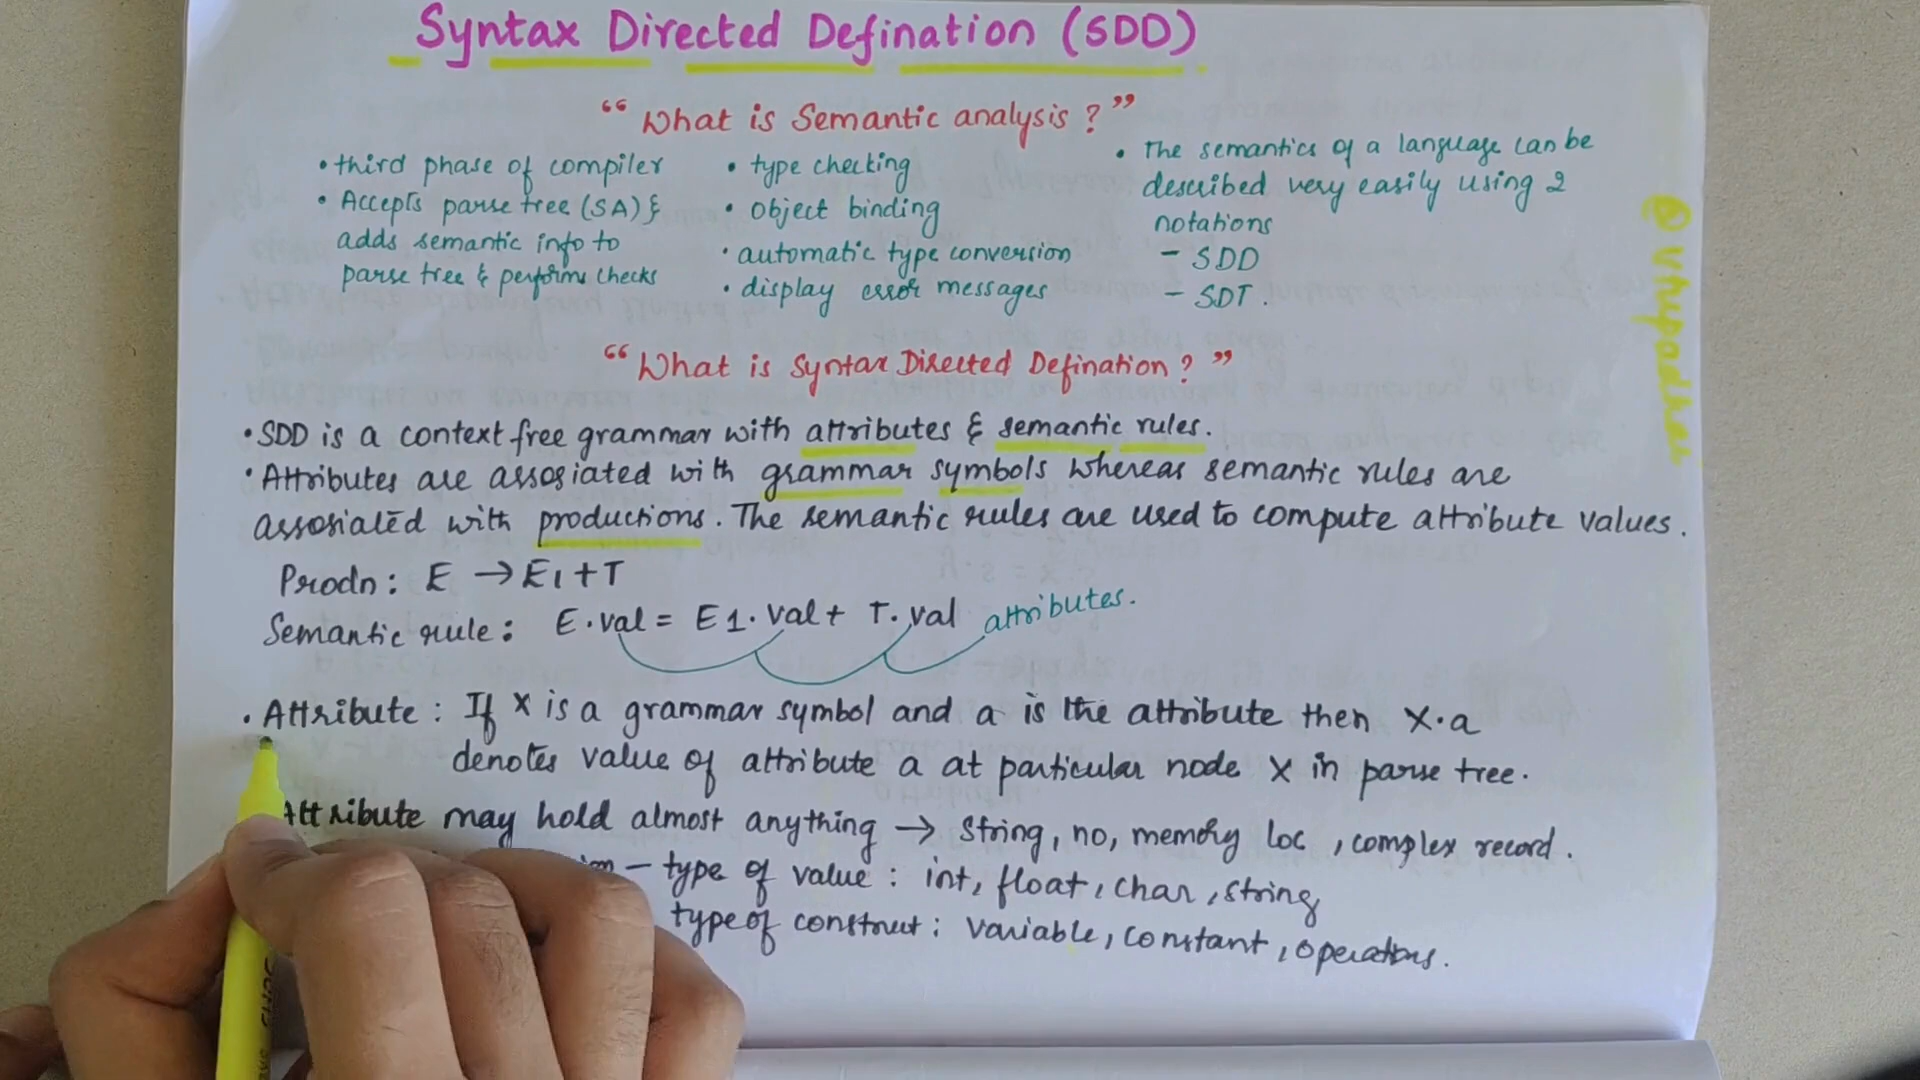 Syntax Directed Defination (SDD)
“ What is Semantic analysis ? ”
• third phase of compiler
• Accepts parse tree (SA) &
adds semantic info to
parse tree & performs checks
• type checking
• object binding
• automatic type conversion
• display error messages
• The semantics of a language can be
described very easily using 2
notations
- SDD
- SDT.
“ What is Syntax Directed Defination ? ”
• SDD is a context free grammar with attributes & semantic rules.
• Attributes are assosiated with grammar symbols whereas semantic rules are
assosiated with productions. The semantic rules are used to compute attribute values.
Prodn: E → E1 + T
Semantic rule: E.val = E1.val + T.val attributes.
• Attribute : If x is a grammar symbol and a is the attribute then X.a
denotes value of attribute a at particular node X in parse tree.
Attribute may hold almost anything → string, no, memory loc, complex record.
– type of value : int, float, char, string
type of construct : variable, constant, operators.